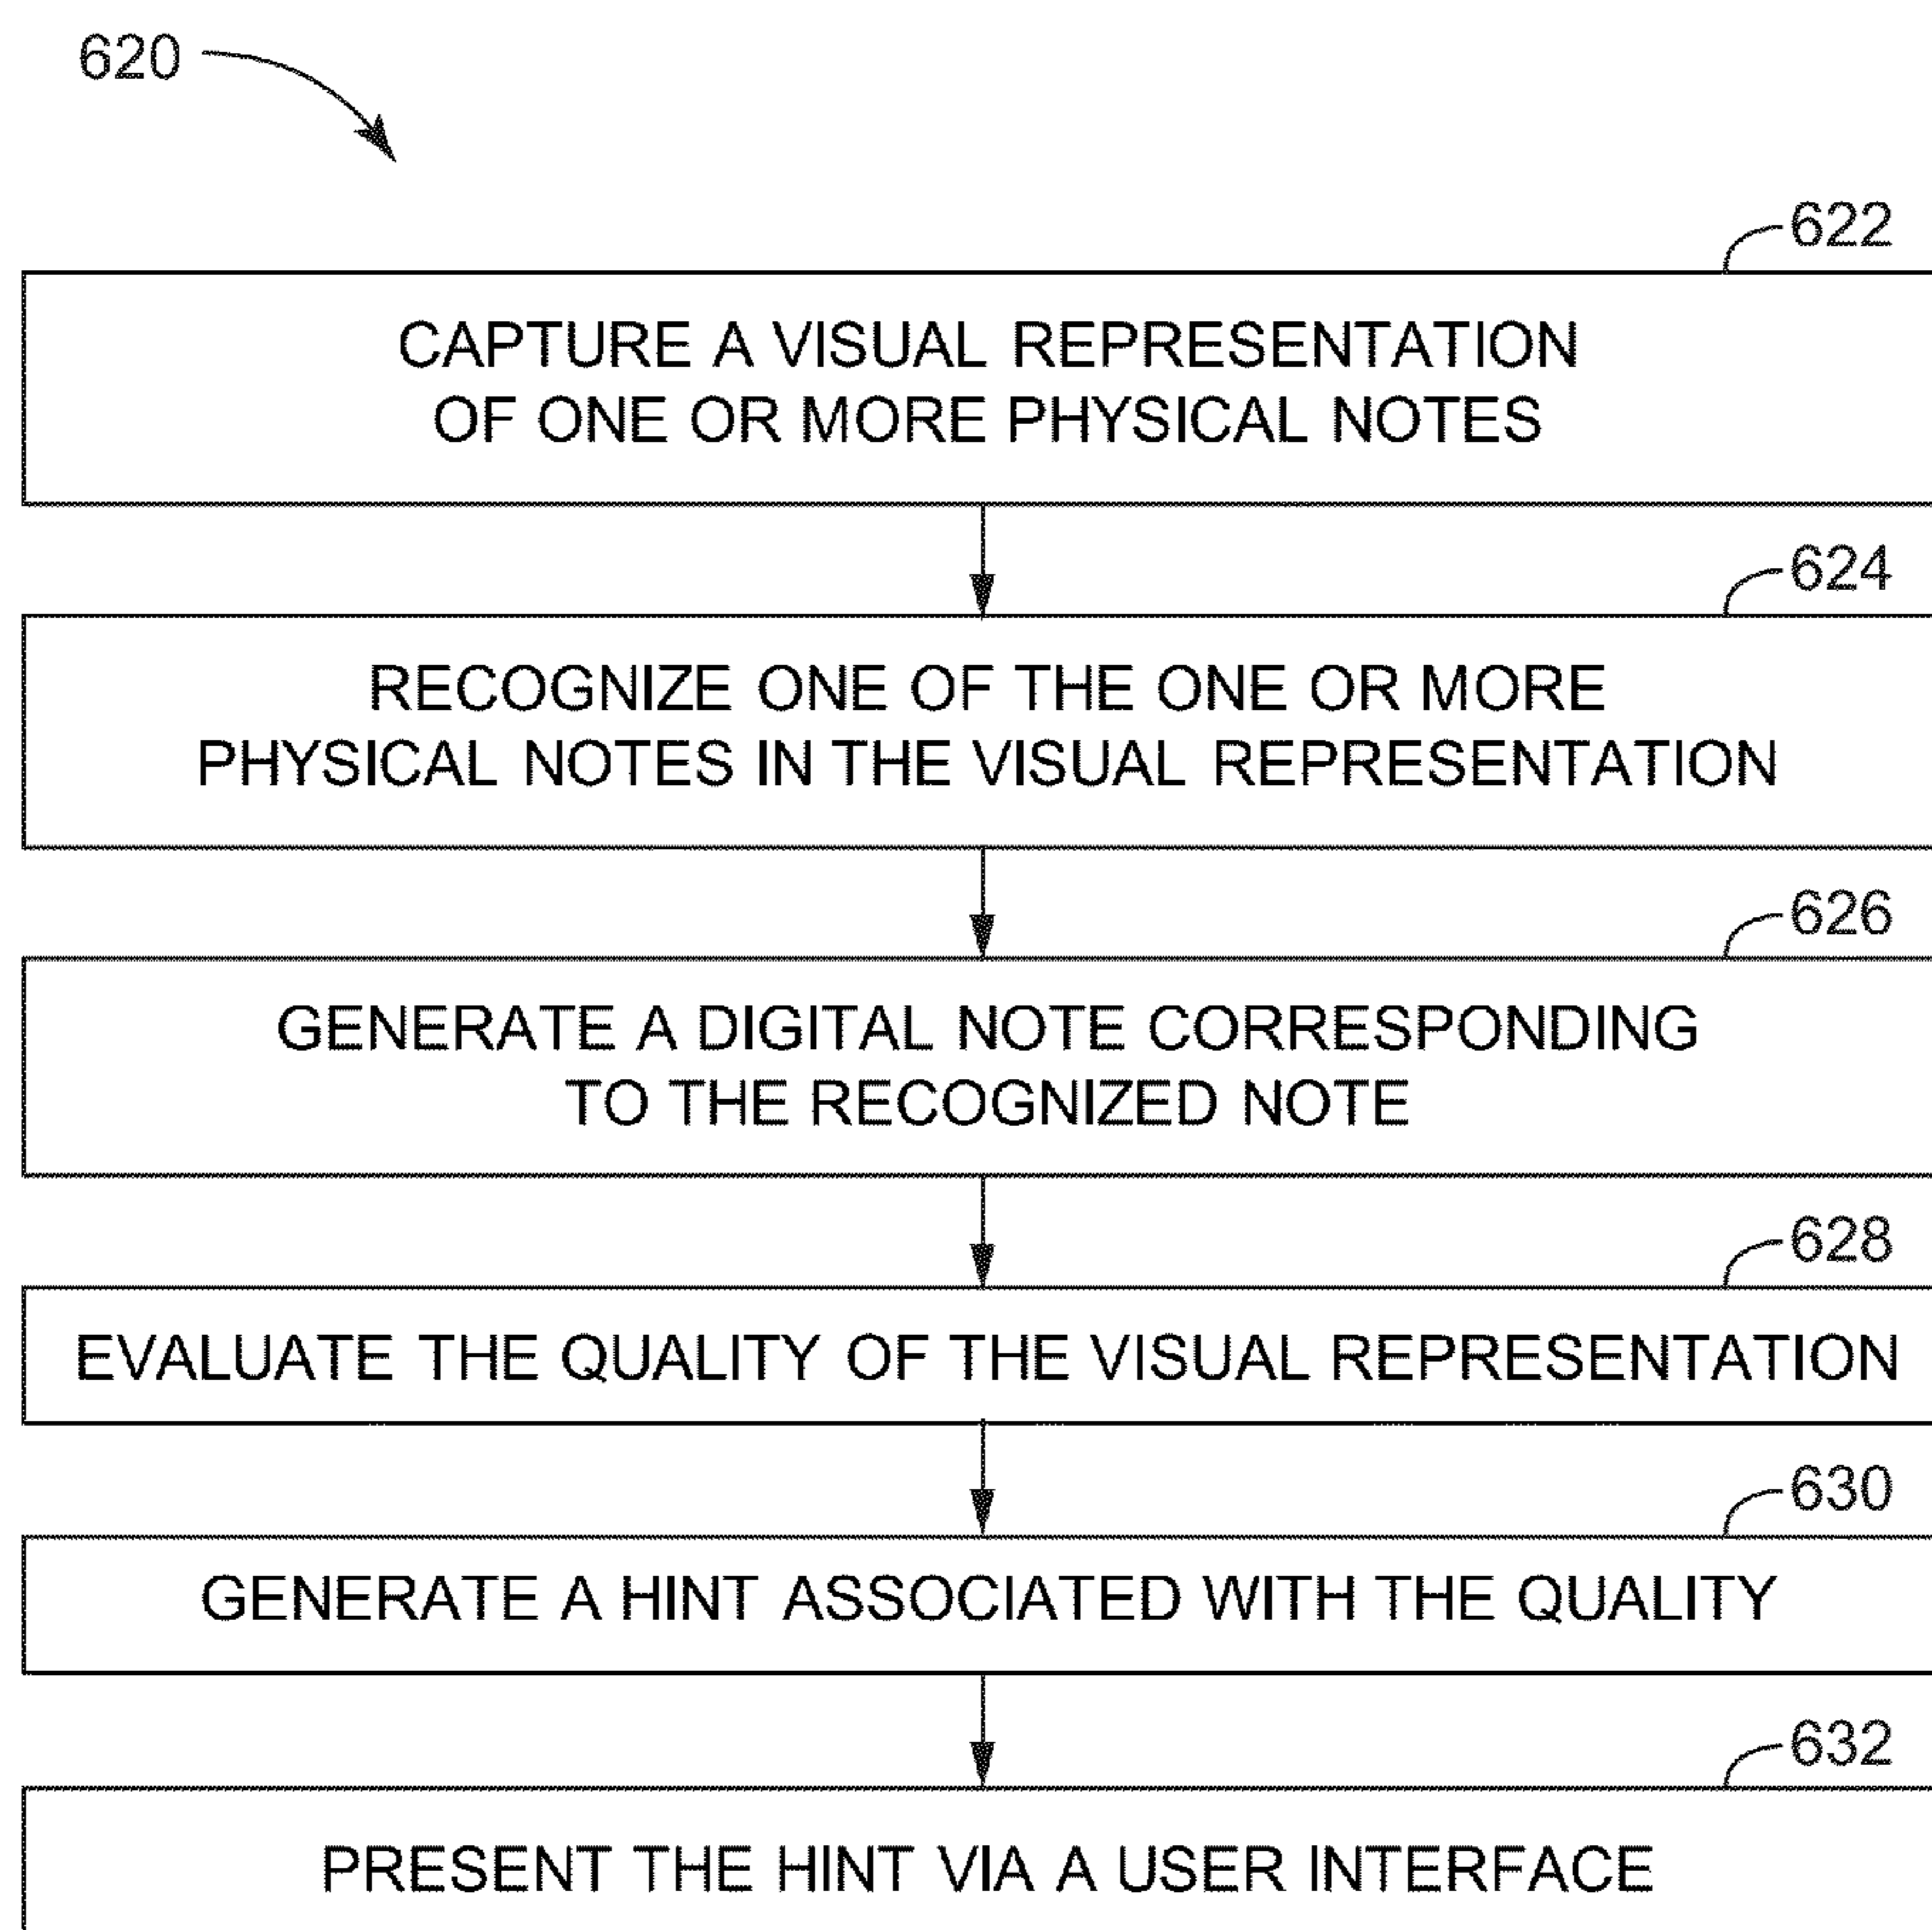 620
622
CAPTURE A VISUAL REPRESENTATION
OF ONE OR MORE PHYSICAL NOTES
624
RECOGNIZE ONE OF THE ONE OR MORE
PHYSICAL NOTES IN THE VISUAL REPRESENTATION
626
GENERATE A DIGITAL NOTE CORRESPONDING
TO THE RECOGNIZED NOTE
628
EVALUATE THE QUALITY OF THE VISUAL REPRESENTATION
630
GENERATE A HINT ASSOCIATED WITH THE QUALITY
632
PRESENT THE HINT VIA A USER INTERFACE